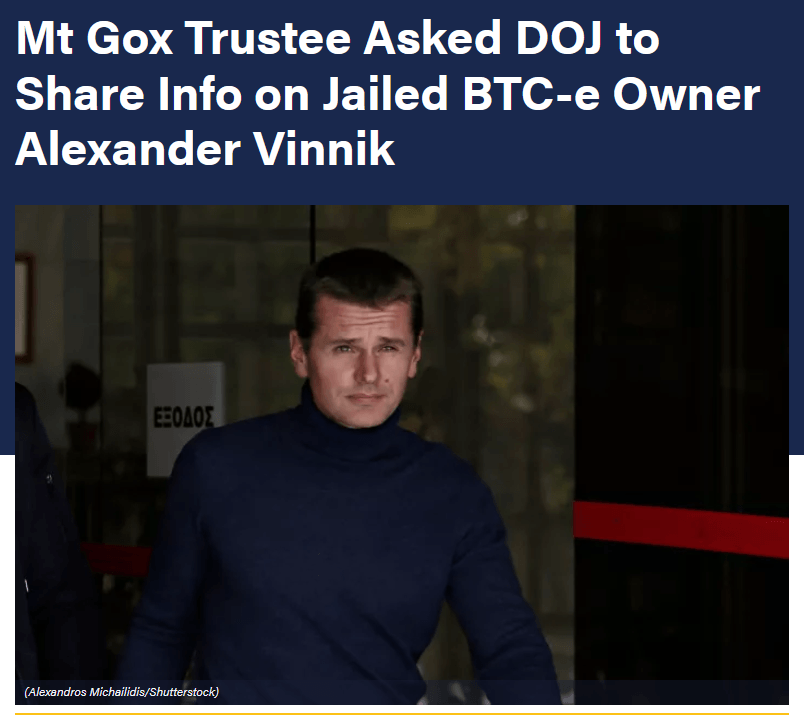 Mt Gox Trustee Asked DOJ to
Share Info on Jailed BTC-e Owner
Alexander Vinnik
ΕΞΟΔΟΣ
(Alexandros Michailidis/Shutterstock)